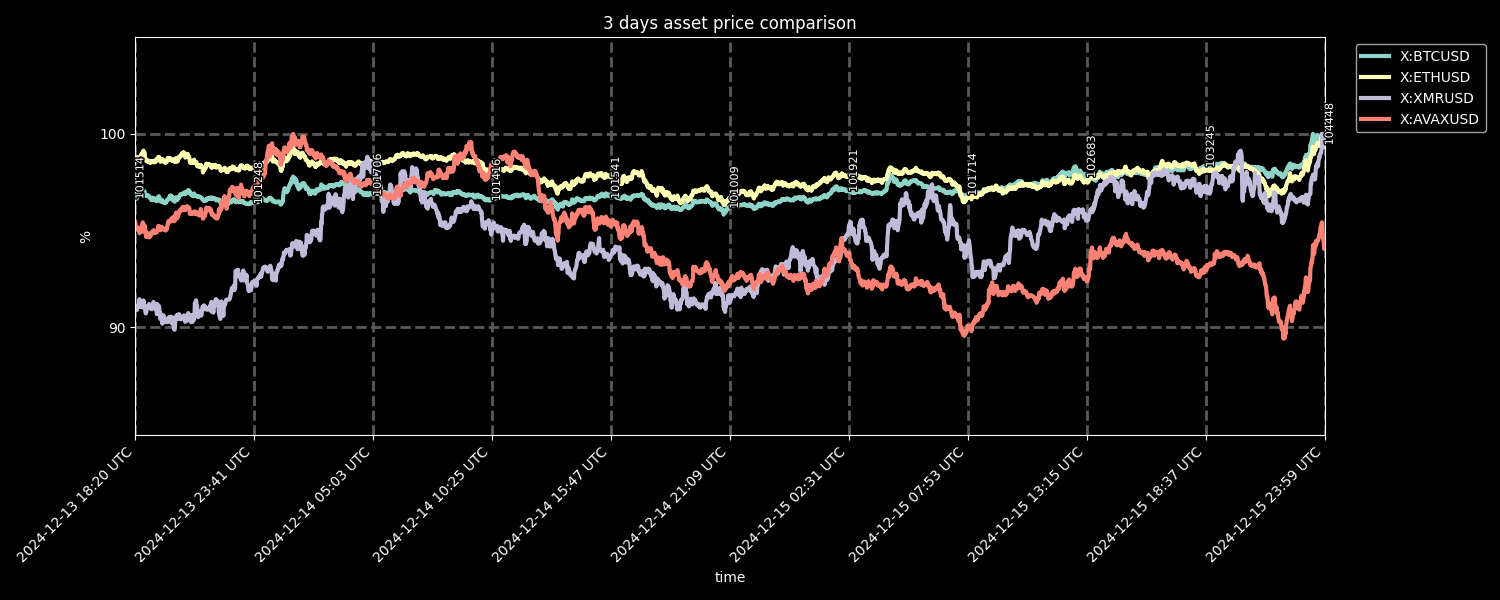 3 days asset price comparison
X:BTCUSD
X:ETHUSD
X:XMRUSD
X:AVAXUSD
100
90
%
101514
101248
101706
101416
101541
101009
101921
101714
102683
103245
104448
2024-12-13 18:20 UTC
2024-12-13 23:41 UTC
2024-12-14 05:03 UTC
2024-12-14 10:25 UTC
2024-12-14 15:47 UTC
2024-12-14 21:09 UTC
2024-12-15 02:31 UTC
2024-12-15 07:53 UTC
2024-12-15 13:15 UTC
2024-12-15 18:37 UTC
2024-12-15 23:59 UTC
time